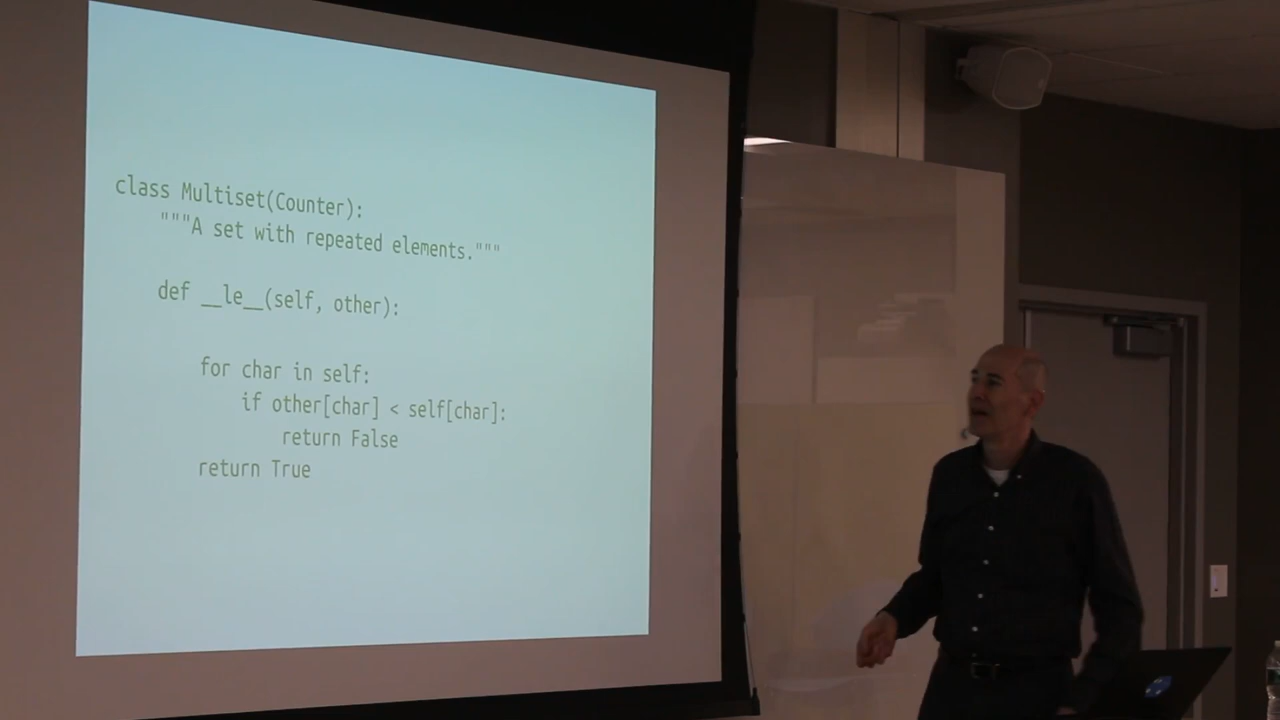 class Multiset(Counter):
"""A set with repeated elements."""
def __le__(self, other):
for char in self:
if other[char] < self[char]:
return False
return True